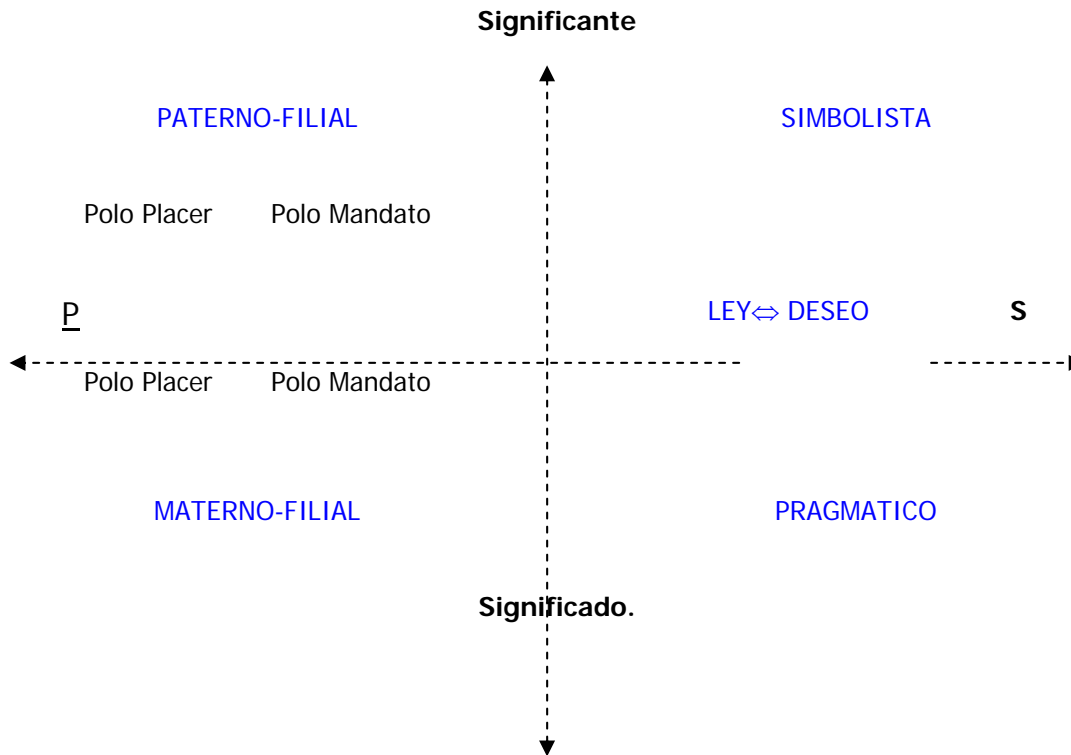 Significante
PATERNO-FILIAL SIMBOLISTA
Polo Placer Polo Mandato
P LEY⇔ DESEO S
Polo Placer Polo Mandato
MATERNO-FILIAL PRAGMATICO
Significado.